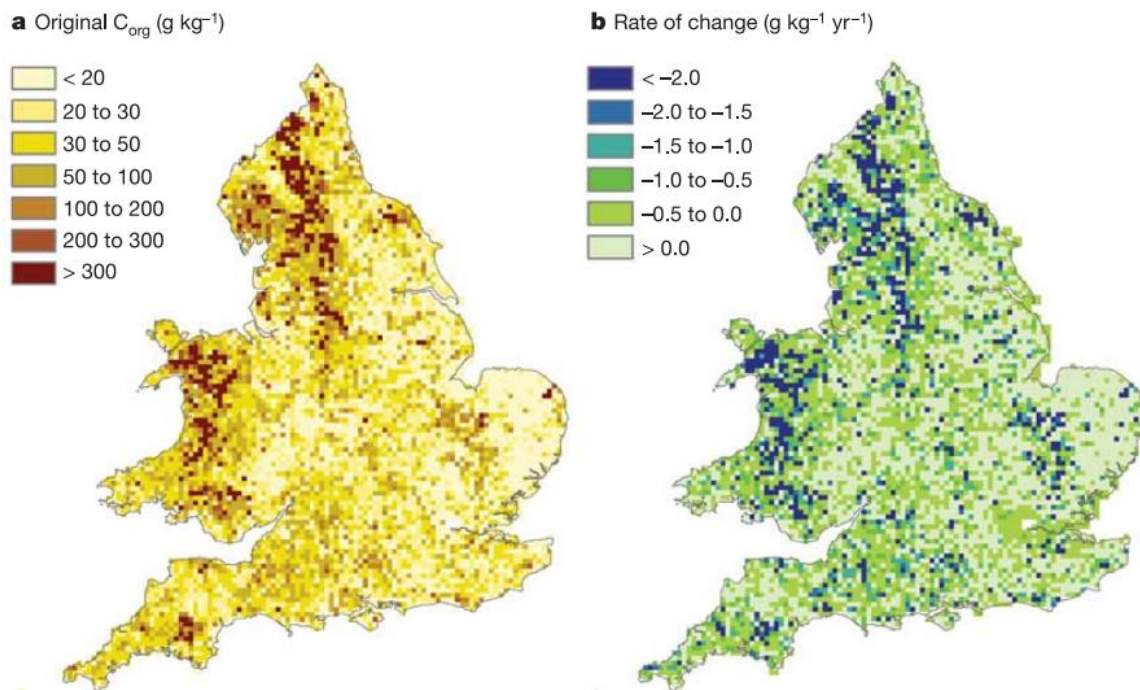 a Original Corg (g kg⁻¹)
< 20
20 to 30
30 to 50
50 to 100
100 to 200
200 to 300
> 300
b Rate of change (g kg⁻¹ yr⁻¹)
< –2.0
–2.0 to –1.5
–1.5 to –1.0
–1.0 to –0.5
–0.5 to 0.0
> 0.0